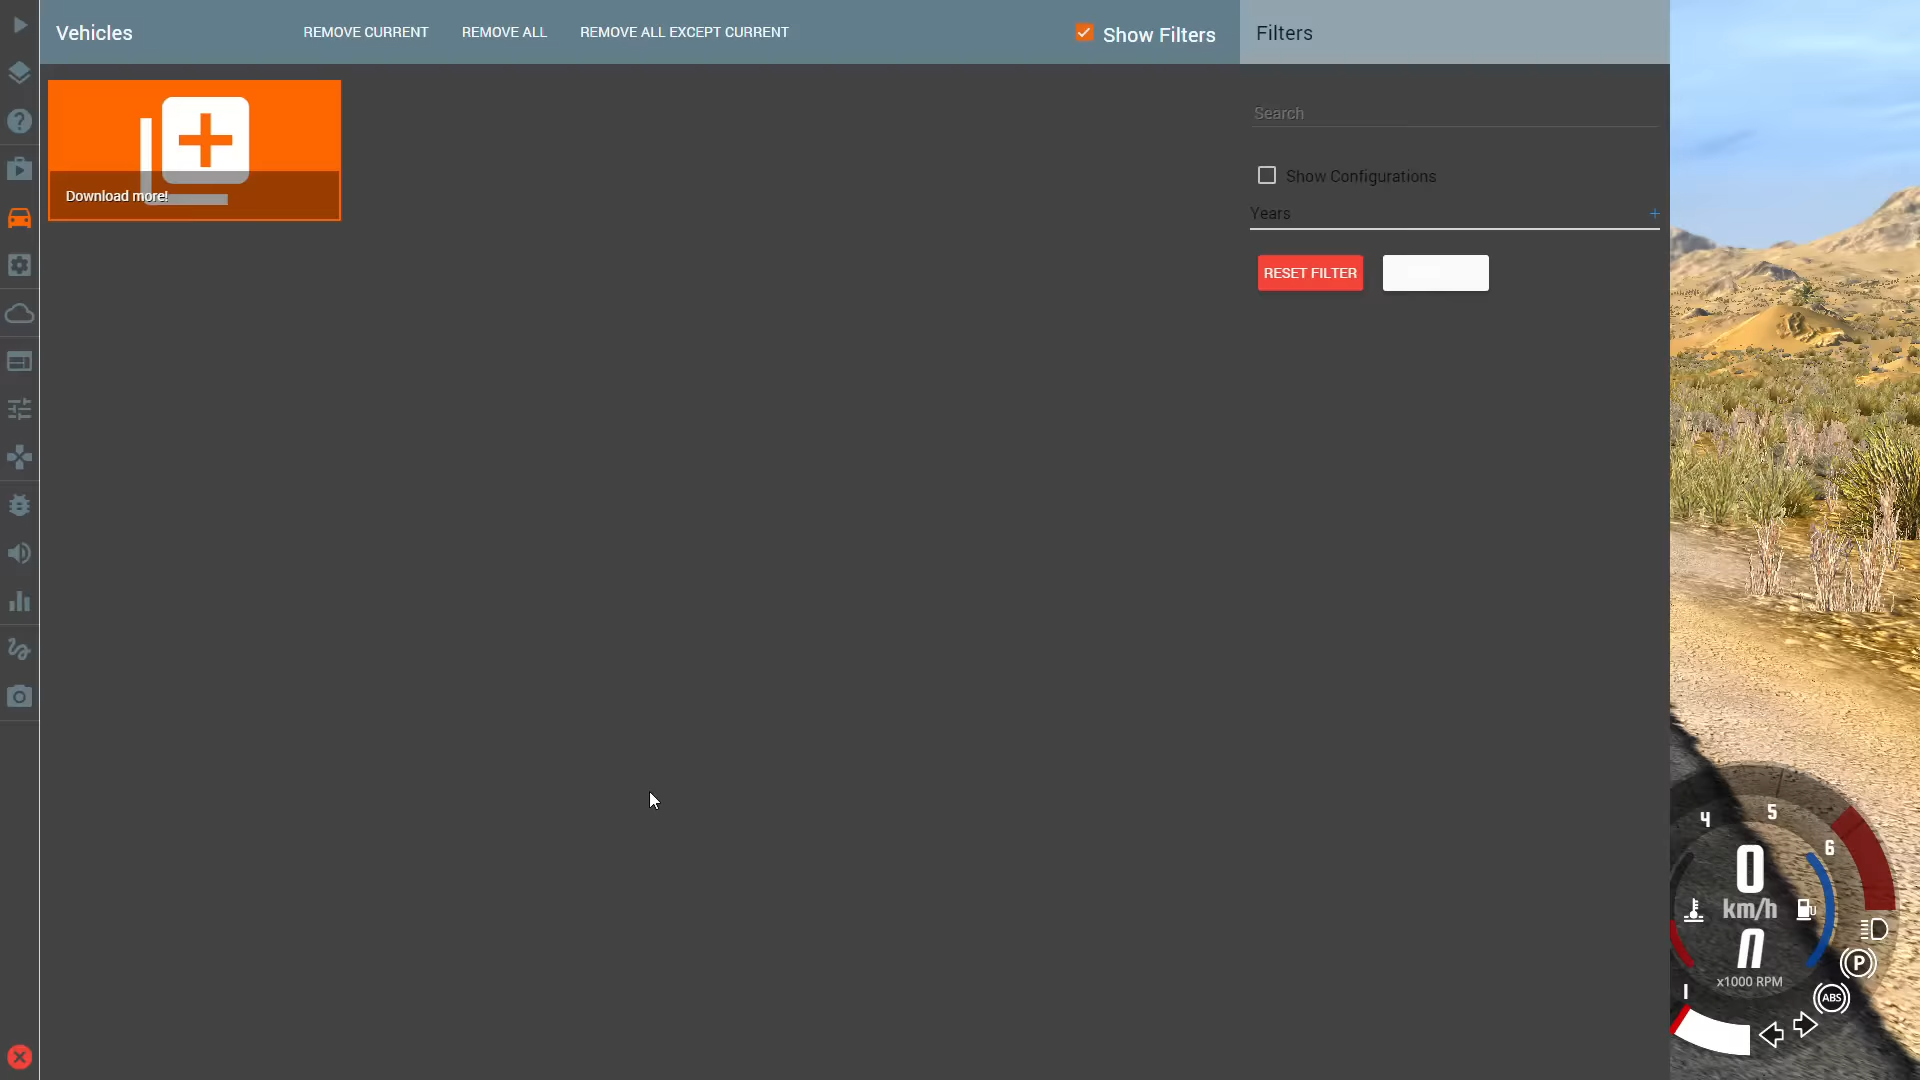 Vehicles
REMOVE CURRENT
REMOVE ALL
REMOVE ALL EXCEPT CURRENT
Show Filters
Filters
Download more!
Search
Show Configurations
Years
+
RESET FILTER
4
5
6
0
km/h
n
x1000 RPM
1
P
ABS